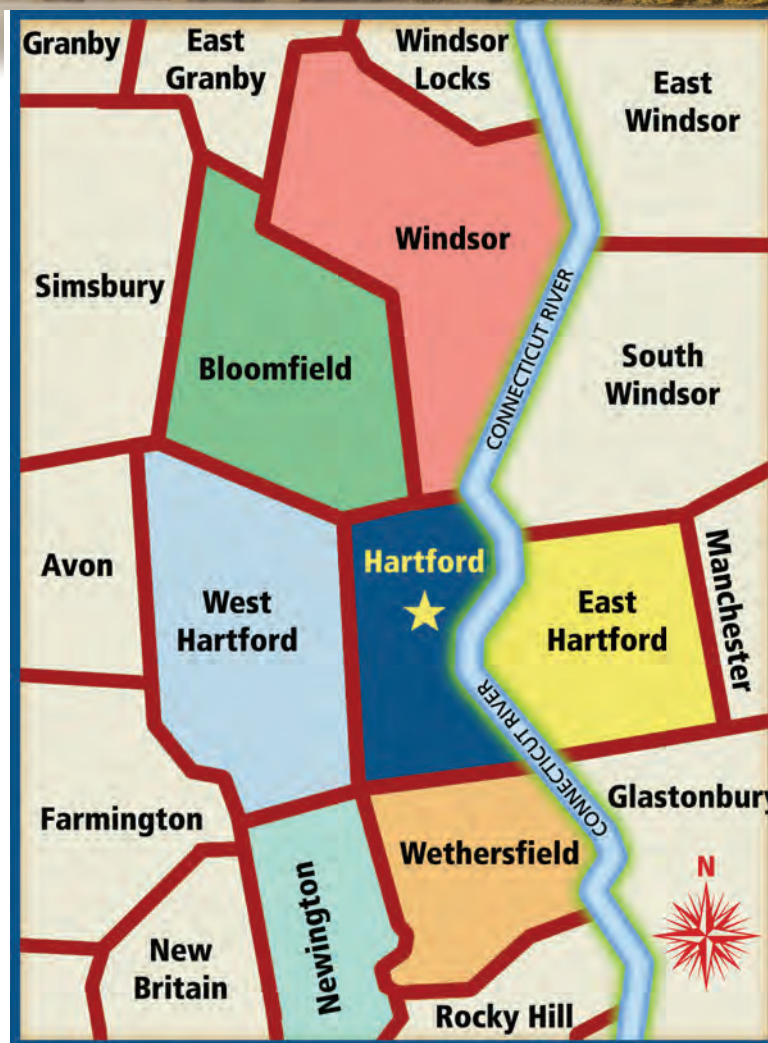 Granby
East
Granby
Windsor
Locks
East
Windsor
Windsor
Simsbury
CONNECTICUT RIVER
Bloomfield
South
Windsor
Avon
Hartford
West
Hartford
East
Hartford
Manchester
CONNECTICUT RIVER
Farmington
Glastonbury
Wethersfield
N
Newington
New
Britain
Rocky Hill